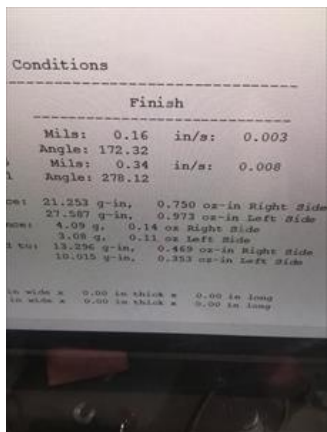 Conditions
Finish
Mils: 0.16 in/s: 0.003
Angle: 172.32
Mils: 0.34 in/s: 0.008
Angle: 278.12
ce: 21.253 g-in, 0.750 oz-in Right Side
27.587 g-in, 0.973 oz-in Left Side
nce: 4.09 g, 0.14 oz Right Side
3.08 g, 0.11 oz Left Side
d to: 13.296 g-in, 0.469 oz-in Right Side
10.015 g-in, 0.353 oz-in Left Side
in wide x 0.00 in thick x 0.00 in long
in wide x 0.00 in thick x 0.00 in long